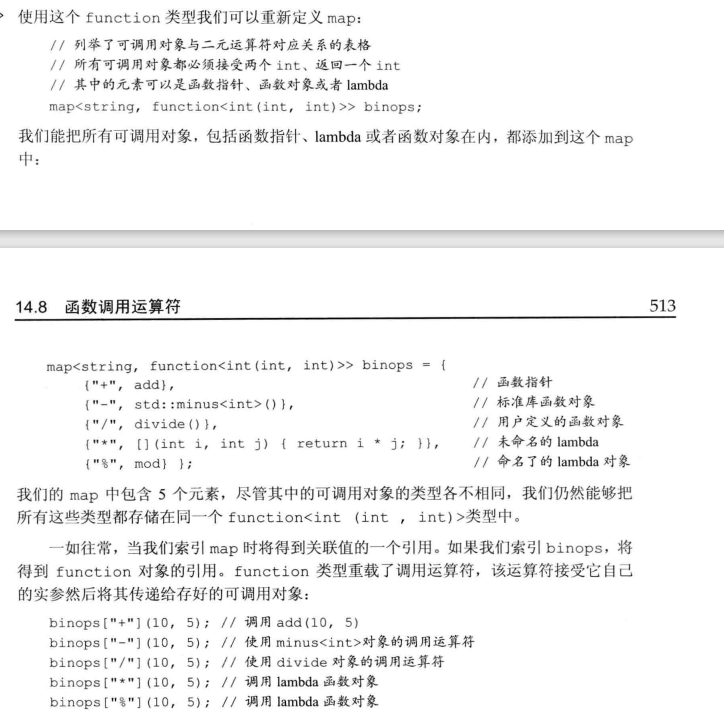 使用这个 function 类型我们可以重新定义 map：
// 列举了可调用对象与二元运算符对应关系的表格
// 所有可调用对象都必须接受两个 int、返回一个 int
// 其中的元素可以是函数指针、函数对象或者 lambda
map<string, function<int(int, int)>> binops;
我们能把所有可调用对象，包括函数指针、lambda 或者函数对象在内，都添加到这个 map
中：
14.8 函数调用运算符 513
map<string, function<int(int, int)>> binops = {
{"+", add}, // 函数指针
{"-", std::minus<int>()}, // 标准库函数对象
{"/", divide()}, // 用户定义的函数对象
{"*", [](int i, int j) { return i * j; }}, // 未命名的 lambda
{"%", mod} }; // 命名了的 lambda 对象
我们的 map 中包含 5 个元素，尽管其中的可调用对象的类型各不相同，我们仍然能够把
所有这些类型都存储在同一个 function<int (int , int)>类型中。
一如往常，当我们索引 map 时将得到关联值的一个引用。如果我们索引 binops，将
得到 function 对象的引用。function 类型重载了调用运算符，该运算符接受它自己
的实参然后将其传递给存好的可调用对象：
binops["+"](10, 5); // 调用 add(10, 5)
binops["-"](10, 5); // 使用 minus<int>对象的调用运算符
binops["/"](10, 5); // 使用 divide 对象的调用运算符
binops["*"](10, 5); // 调用 lambda 函数对象
binops["%"](10, 5); // 调用 lambda 函数对象